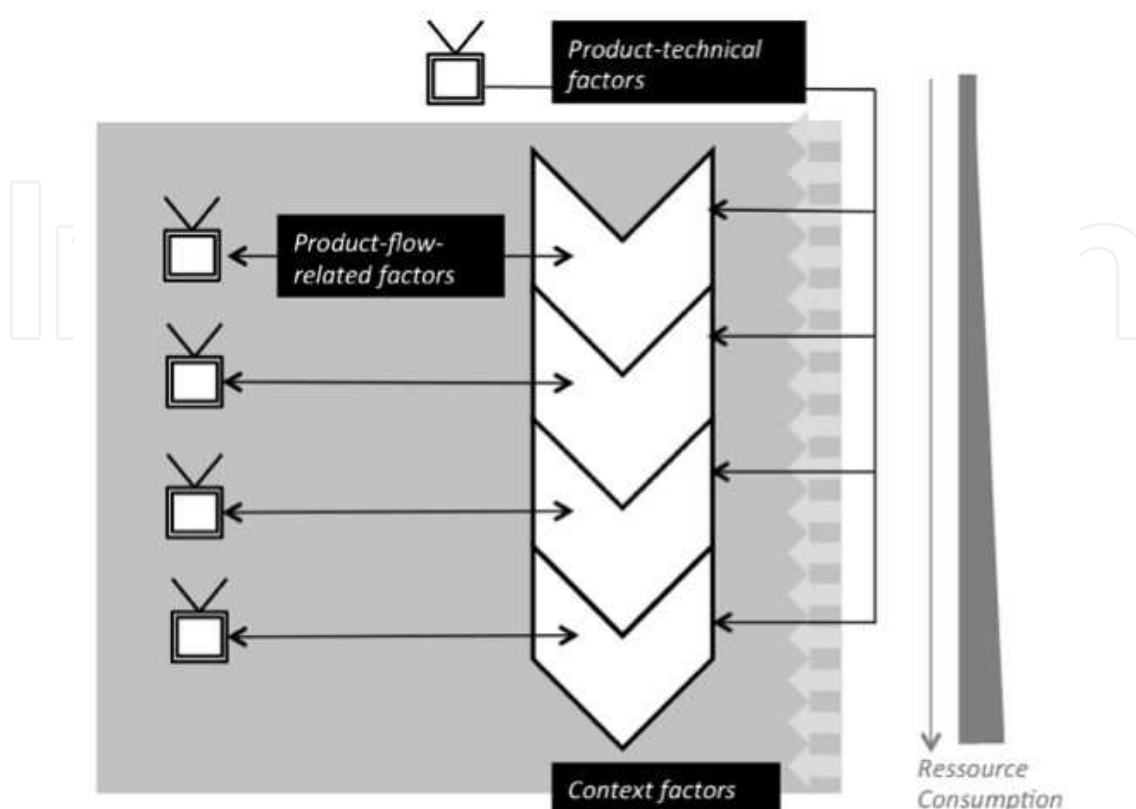 Product-technical
factors
Product-flow-
related factors
Context factors
Ressource
Consumption